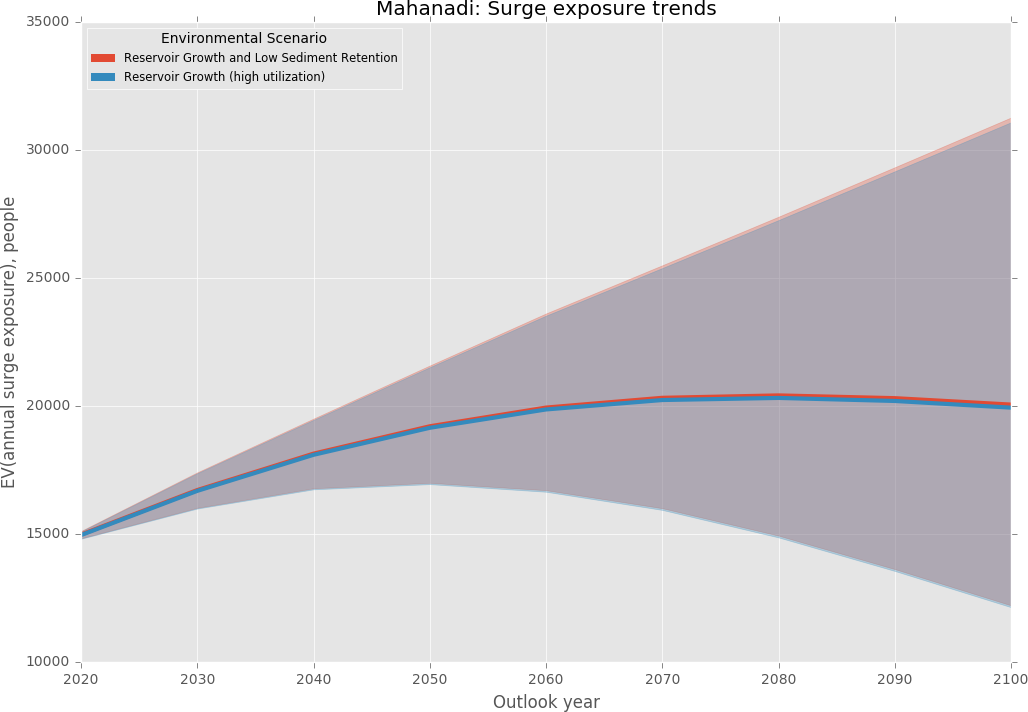 Mahanadi: Surge exposure trends
Environmental Scenario
Reservoir Growth and Low Sediment Retention
Reservoir Growth (high utilization)
EV(annual surge exposure), people
35000
30000
25000
20000
15000
10000
2020 2030 2040 2050 2060 2070 2080 2090 2100
Outlook year